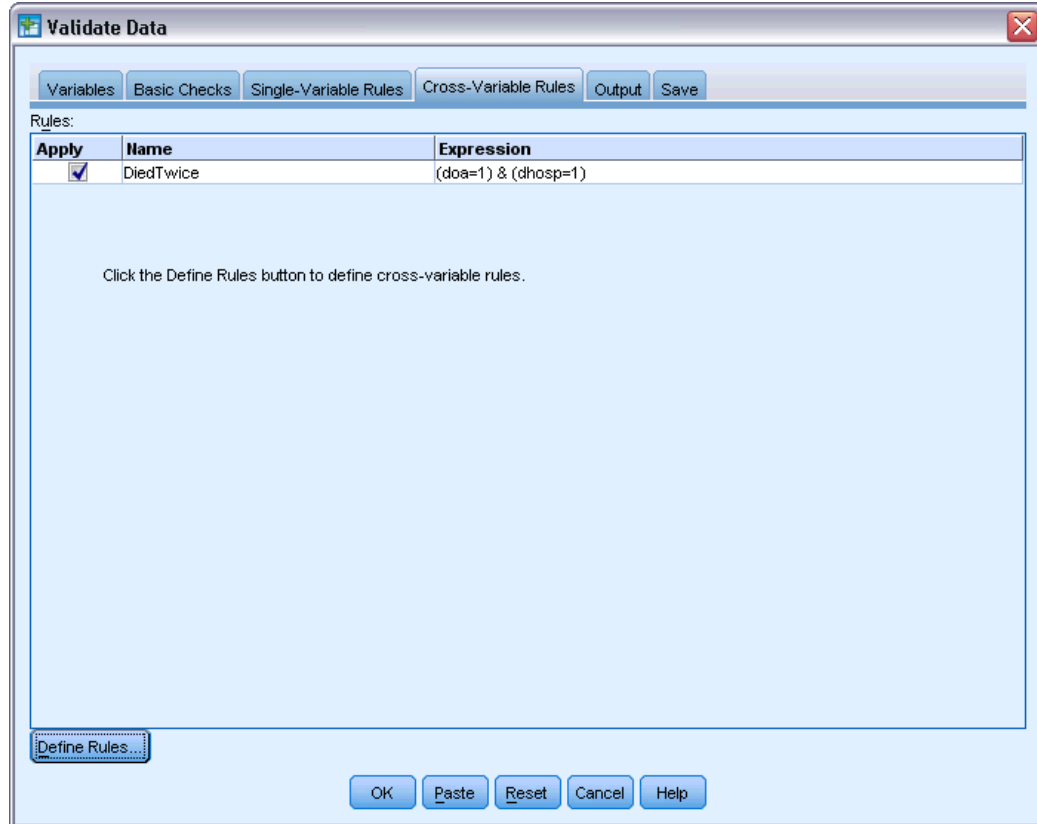 Validate Data
Variables Basic Checks Single-Variable Rules Cross-Variable Rules Output Save
Rules:
Apply Name Expression
DiedTwice (doa=1) & (dhosp=1)
Click the Define Rules button to define cross-variable rules.
Define Rules...
OK Paste Reset Cancel Help